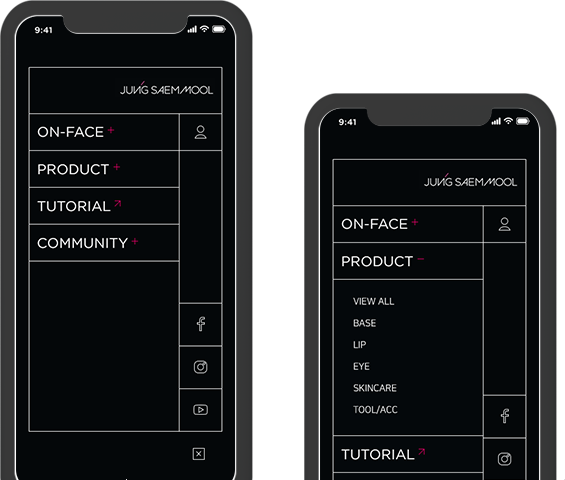 9:41
JUNG SAEMMOOL
ON-FACE +
PRODUCT +
TUTORIAL ↗
COMMUNITY +
9:41
JUNG SAEMMOOL
ON-FACE +
PRODUCT −
VIEW ALL
BASE
LIP
EYE
SKINCARE
TOOL/ACC
TUTORIAL ↗